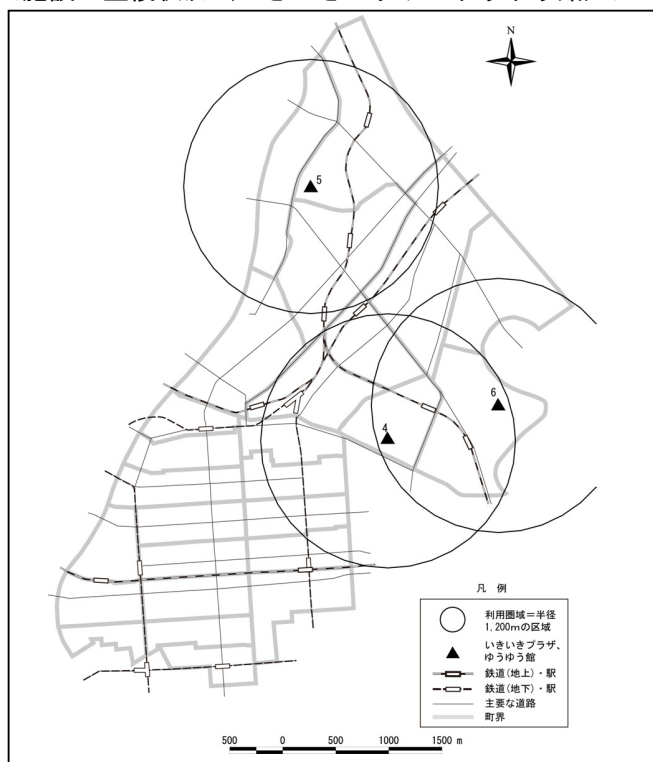 N
5
6
4
凡 例
利用圏域=半径
1,200mの区域
いきいきプラザ、
ゆうゆう館
鉄道(地上)・駅
鉄道(地下)・駅
主要な道路
町界
500 0 500 1000 1500 m